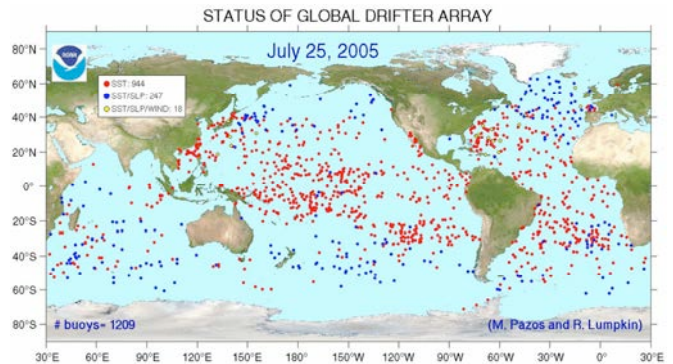 STATUS OF GLOBAL DRIFTER ARRAY
July 25, 2005
NOAA
SST: 944
SST/SLP: 247
SST/SLP/WIND: 18
80°N
60°N
40°N
20°N
0°
20°S
40°S
60°S
80°S
# buoys= 1209
(M. Pazos and R. Lumpkin)
30°E 60°E 90°E 120°E 150°E 180°E 150°W 120°W 90°W 60°W 30°W 0° 30°E